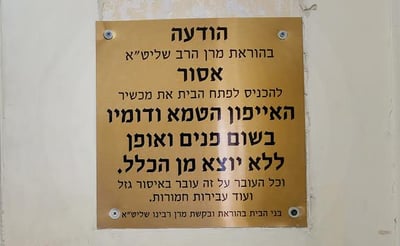 הודעה
בהוראת מרן הרב שליט"א
אסור
להכניס לפתח הבית את מכשיר
האייפון הטמא ודומיו
בשום פנים ואופן
ללא יוצא מן הכלל.
וכל העובר על זה עובר באיסור גזל
ועוד עבירות חמורות.
בני הבית בהוראת ובקשת מרן רבינו שליט"א